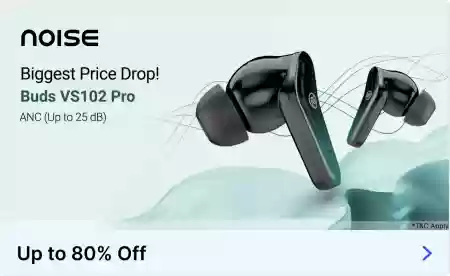 noise
Biggest Price Drop!
Buds VS102 Pro
ANC (Up to 25 dB)
*T&C Apply
Up to 80% Off